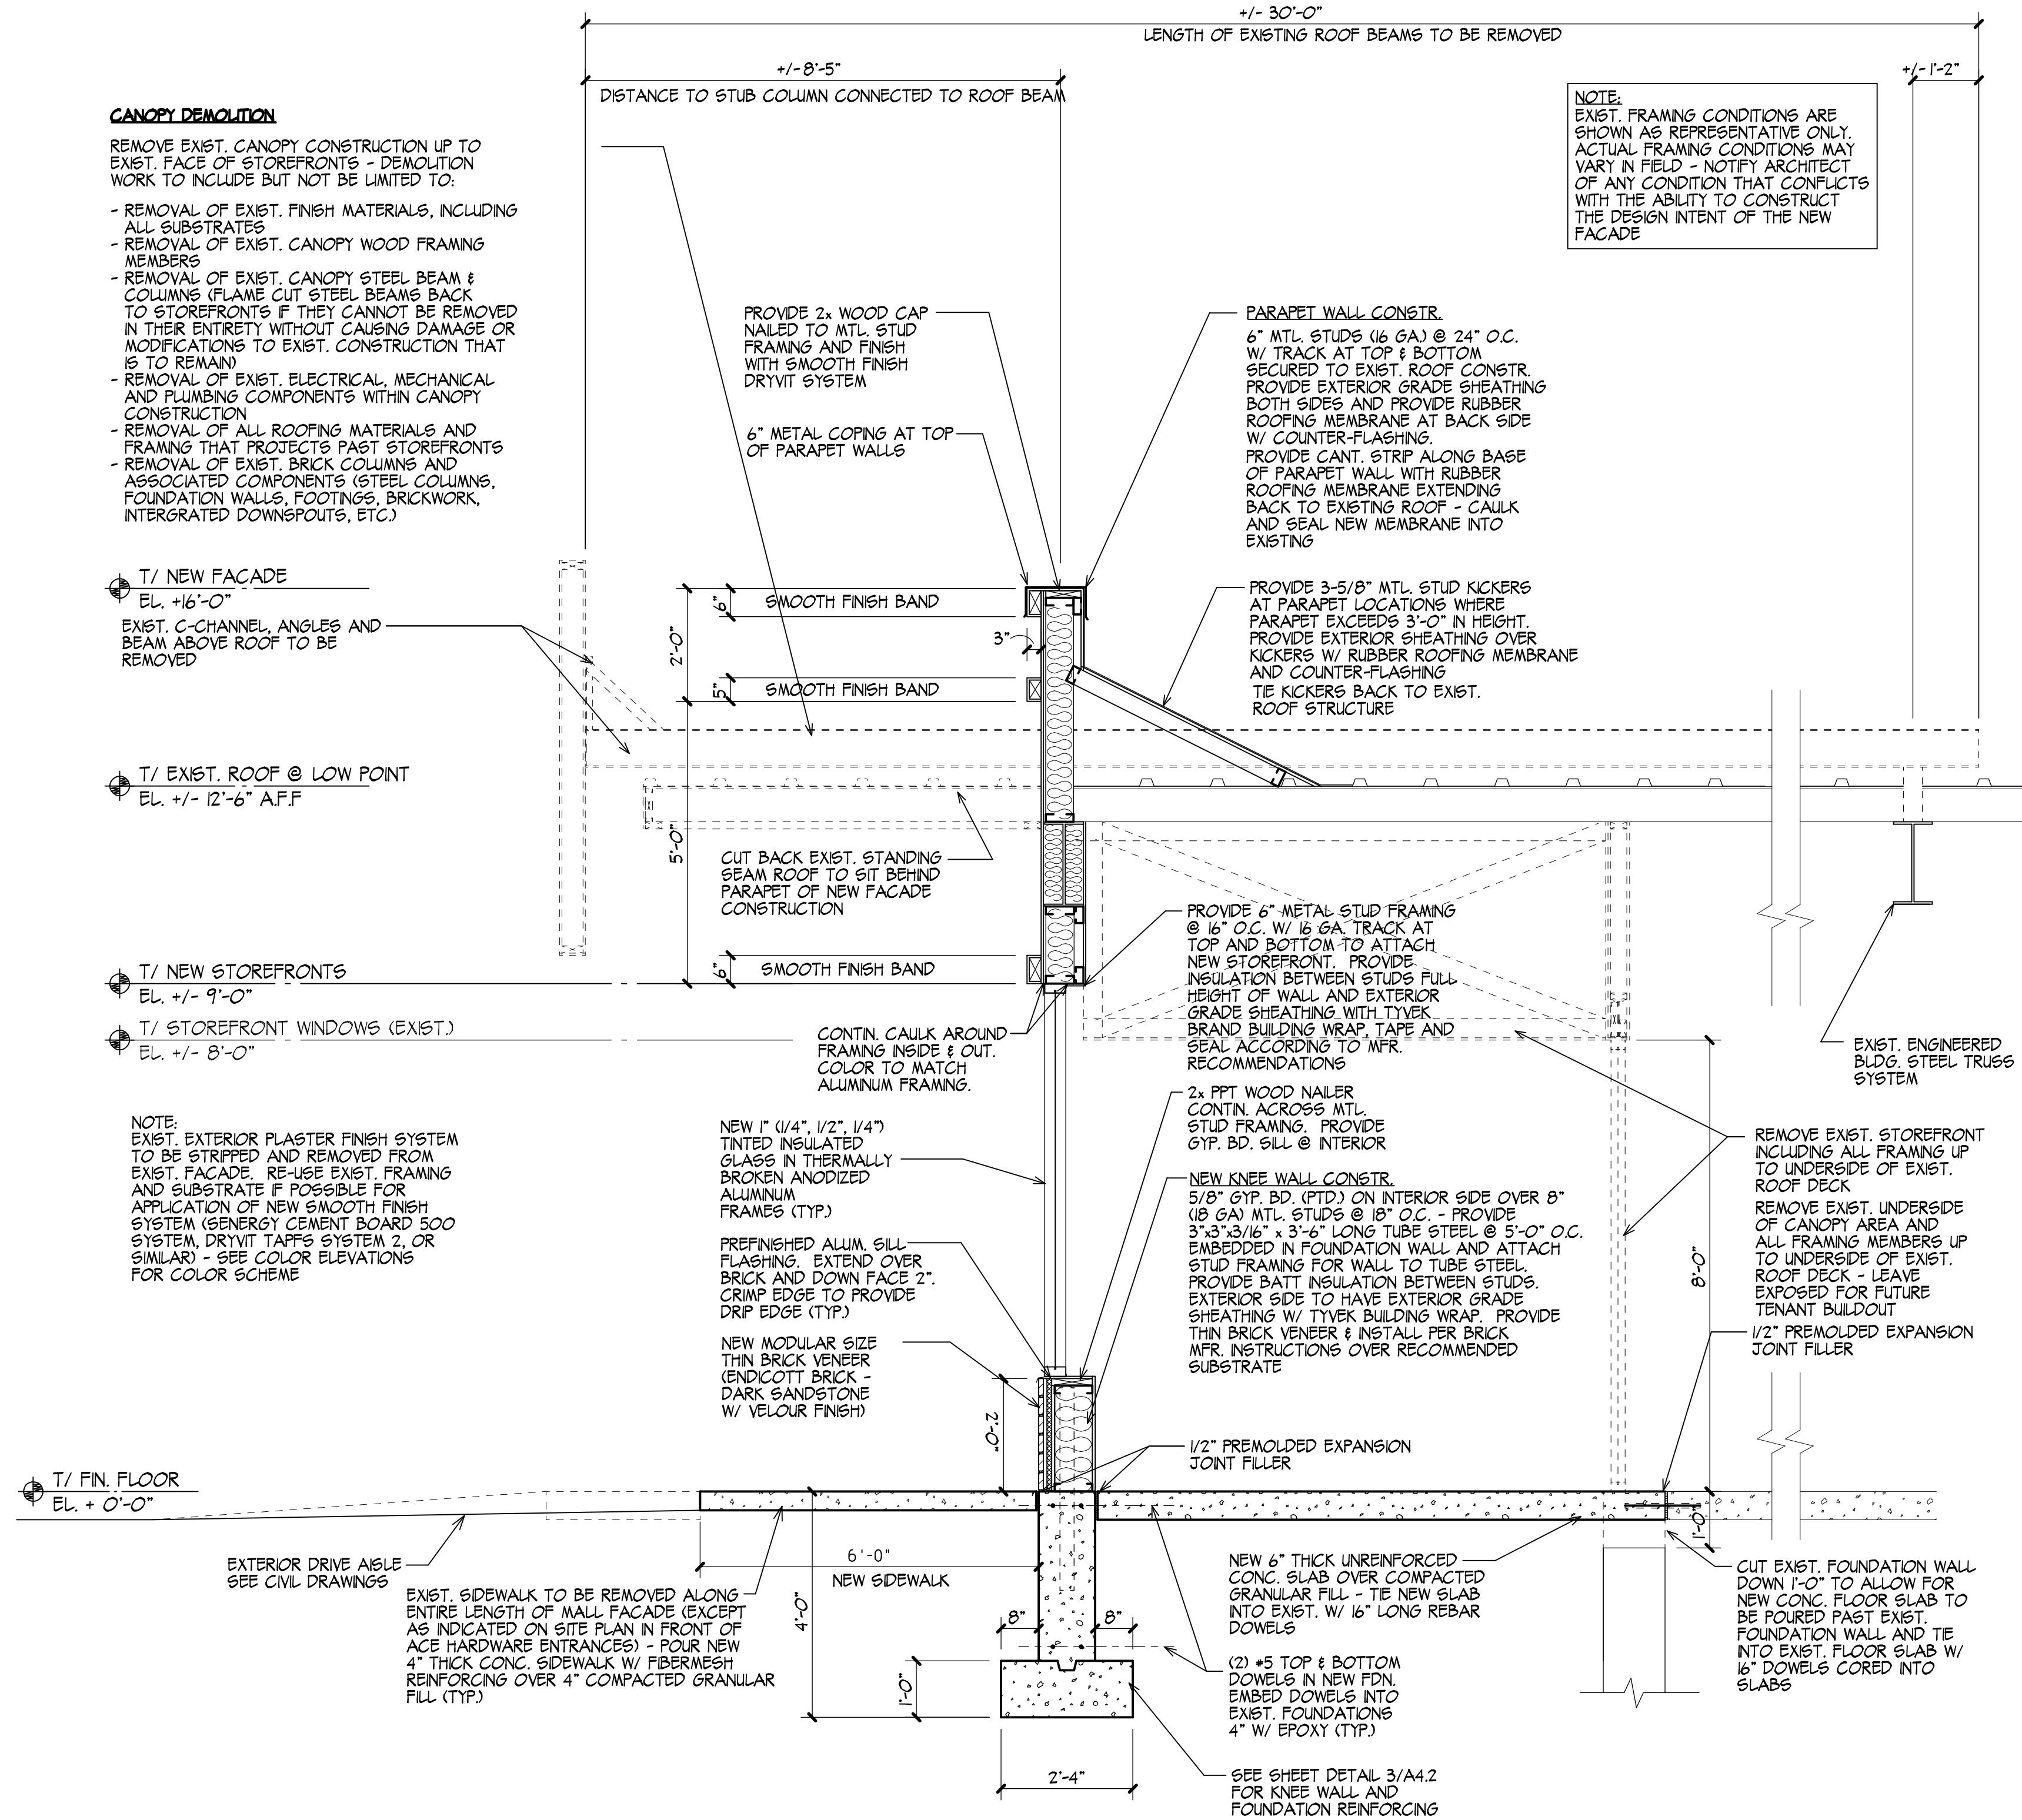 +/- 30'-0"
LENGTH OF EXISTING ROOF BEAMS TO BE REMOVED
+/- 8'-5"
DISTANCE TO STUB COLUMN CONNECTED TO ROOF BEAM
+/- 1'-2"
NOTE:
EXIST. FRAMING CONDITIONS ARE
SHOWN AS REPRESENTATIVE ONLY.
ACTUAL FRAMING CONDITIONS MAY
VARY IN FIELD - NOTIFY ARCHITECT
OF ANY CONDITION THAT CONFLICTS
WITH THE ABILITY TO CONSTRUCT
THE DESIGN INTENT OF THE NEW
FACADE
CANOPY DEMOLITION
REMOVE EXIST. CANOPY CONSTRUCTION UP TO
EXIST. FACE OF STOREFRONTS - DEMOLITION
WORK TO INCLUDE BUT NOT BE LIMITED TO:
- REMOVAL OF EXIST. FINISH MATERIALS, INCLUDING
ALL SUBSTRATES
- REMOVAL OF EXIST. CANOPY WOOD FRAMING
MEMBERS
- REMOVAL OF EXIST. CANOPY STEEL BEAM &
COLUMNS (FLAME CUT STEEL BEAMS BACK
TO STOREFRONTS IF THEY CANNOT BE REMOVED
IN THEIR ENTIRETY WITHOUT CAUSING DAMAGE OR
MODIFICATIONS TO EXIST. CONSTRUCTION THAT
IS TO REMAIN)
- REMOVAL OF EXIST. ELECTRICAL, MECHANICAL
AND PLUMBING COMPONENTS WITHIN CANOPY
CONSTRUCTION
- REMOVAL OF ALL ROOFING MATERIALS AND
FRAMING THAT PROJECTS PAST STOREFRONTS
- REMOVAL OF EXIST. BRICK COLUMNS AND
ASSOCIATED COMPONENTS (STEEL COLUMNS,
FOUNDATION WALLS, FOOTINGS, BRICKWORK,
INTERGRATED DOWNSPOUTS, ETC.)
PROVIDE 2x WOOD CAP
NAILED TO MTL. STUD
FRAMING AND FINISH
WITH SMOOTH FINISH
DRYVIT SYSTEM
6" METAL COPING AT TOP
OF PARAPET WALLS
PARAPET WALL CONSTR.
6" MTL. STUDS (16 GA.) @ 24" O.C.
W/ TRACK AT TOP & BOTTOM
SECURED TO EXIST. ROOF CONSTR.
PROVIDE EXTERIOR GRADE SHEATHING
BOTH SIDES AND PROVIDE RUBBER
ROOFING MEMBRANE AT BACK SIDE
W/ COUNTER-FLASHING.
PROVIDE CANT. STRIP ALONG BASE
OF PARAPET WALL WITH RUBBER
ROOFING MEMBRANE EXTENDING
BACK TO EXISTING ROOF - CAULK
AND SEAL NEW MEMBRANE INTO
EXISTING
T/ NEW FACADE
EL. +16'-0"
EXIST. C-CHANNEL, ANGLES AND
BEAM ABOVE ROOF TO BE
REMOVED
6"
SMOOTH FINISH BAND
2'-0"
3"
5"
SMOOTH FINISH BAND
PROVIDE 3-5/8" MTL. STUD KICKERS
AT PARAPET LOCATIONS WHERE
PARAPET EXCEEDS 3'-0" IN HEIGHT.
PROVIDE EXTERIOR SHEATHING OVER
KICKERS W/ RUBBER ROOFING MEMBRANE
AND COUNTER-FLASHING
TIE KICKERS BACK TO EXIST.
ROOF STRUCTURE
T/ EXIST. ROOF @ LOW POINT
EL. +/- 12'-6" A.F.F
5'-0"
CUT BACK EXIST. STANDING
SEAM ROOF TO SIT BEHIND
PARAPET OF NEW FACADE
CONSTRUCTION
6"
SMOOTH FINISH BAND
T/ NEW STOREFRONTS
EL. +/- 9'-0"
T/ STOREFRONT WINDOWS (EXIST.)
EL. +/- 8'-0"
CONTIN. CAULK AROUND
FRAMING INSIDE & OUT.
COLOR TO MATCH
ALUMINUM FRAMING.
PROVIDE 6" METAL STUD FRAMING
@ 16" O.C. W/ 16 GA. TRACK AT
TOP AND BOTTOM TO ATTACH
NEW STOREFRONT. PROVIDE
INSULATION BETWEEN STUDS FULL
HEIGHT OF WALL AND EXTERIOR
GRADE SHEATHING WITH TYVEK
BRAND BUILDING WRAP, TAPE AND
SEAL ACCORDING TO MFR.
RECOMMENDATIONS
EXIST. ENGINEERED
BLDG. STEEL TRUSS
SYSTEM
2x PPT WOOD NAILER
CONTIN. ACROSS MTL.
STUD FRAMING. PROVIDE
GYP. BD. SILL @ INTERIOR
NOTE:
EXIST. EXTERIOR PLASTER FINISH SYSTEM
TO BE STRIPPED AND REMOVED FROM
EXIST. FACADE. RE-USE EXIST. FRAMING
AND SUBSTRATE IF POSSIBLE FOR
APPLICATION OF NEW SMOOTH FINISH
SYSTEM (SENERGY CEMENT BOARD 500
SYSTEM, DRYVIT TAPFS SYSTEM 2, OR
SIMILAR) - SEE COLOR ELEVATIONS
FOR COLOR SCHEME
NEW 1" (1/4", 1/2", 1/4")
TINTED INSULATED
GLASS IN THERMALLY
BROKEN ANODIZED
ALUMINUM
FRAMES (TYP.)
PREFINISHED ALUM. SILL
FLASHING. EXTEND OVER
BRICK AND DOWN FACE 2".
CRIMP EDGE TO PROVIDE
DRIP EDGE (TYP.)
NEW MODULAR SIZE
THIN BRICK VENEER
(ENDICOTT BRICK -
DARK SANDSTONE
W/ VELOUR FINISH)
NEW KNEE WALL CONSTR.
5/8" GYP. BD. (PTD.) ON INTERIOR SIDE OVER 8"
(18 GA) MTL. STUDS @ 18" O.C. - PROVIDE
3"x3"x3/16" x 3'-6" LONG TUBE STEEL @ 5'-0" O.C.
EMBEDDED IN FOUNDATION WALL AND ATTACH
STUD FRAMING FOR WALL TO TUBE STEEL.
PROVIDE BATT INSULATION BETWEEN STUDS.
EXTERIOR SIDE TO HAVE EXTERIOR GRADE
SHEATHING W/ TYVEK BUILDING WRAP. PROVIDE
THIN BRICK VENEER & INSTALL PER BRICK
MFR. INSTRUCTIONS OVER RECOMMENDED
SUBSTRATE
8'-0"
REMOVE EXIST. STOREFRONT
INCLUDING ALL FRAMING UP
TO UNDERSIDE OF EXIST.
ROOF DECK
REMOVE EXIST. UNDERSIDE
OF CANOPY AREA AND
ALL FRAMING MEMBERS UP
TO UNDERSIDE OF EXIST.
ROOF DECK - LEAVE
EXPOSED FOR FUTURE
TENANT BUILDOUT
1/2" PREMOLDED EXPANSION
JOINT FILLER
2'-0"
1/2" PREMOLDED EXPANSION
JOINT FILLER
T/ FIN. FLOOR
EL. + 0'-0"
1'-0"
EXTERIOR DRIVE AISLE
SEE CIVIL DRAWINGS
6'-0"
NEW SIDEWALK
EXIST. SIDEWALK TO BE REMOVED ALONG
ENTIRE LENGTH OF MALL FACADE (EXCEPT
AS INDICATED ON SITE PLAN IN FRONT OF
ACE HARDWARE ENTRANCES) - POUR NEW
4" THICK CONC. SIDEWALK W/ FIBERMESH
REINFORCING OVER 4" COMPACTED GRANULAR
FILL (TYP.)
4'-0"
8"
8"
1'-0"
2'-4"
NEW 6" THICK UNREINFORCED
CONC. SLAB OVER COMPACTED
GRANULAR FILL - TIE NEW SLAB
INTO EXIST. W/ 16" LONG REBAR
DOWELS
(2) #5 TOP & BOTTOM
DOWELS IN NEW FDN.
EMBED DOWELS INTO
EXIST. FOUNDATIONS
4" W/ EPOXY (TYP.)
SEE SHEET DETAIL 3/A4.2
FOR KNEE WALL AND
FOUNDATION REINFORCING
CUT EXIST. FOUNDATION WALL
DOWN 1'-0" TO ALLOW FOR
NEW CONC. FLOOR SLAB TO
BE POURED PAST EXIST.
FOUNDATION WALL AND TIE
INTO EXIST. FLOOR SLAB W/
16" DOWELS CORED INTO
SLABS